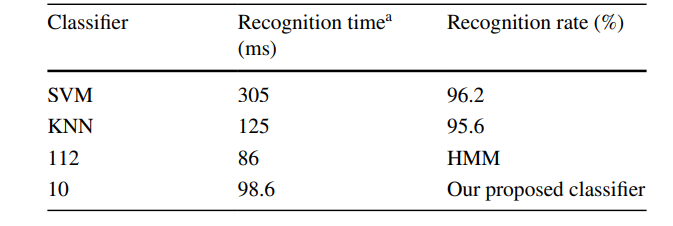 Classifier Recognition timeᵃ Recognition rate (%)
(ms)
SVM 305 96.2
KNN 125 95.6
112 86 HMM
10 98.6 Our proposed classifier